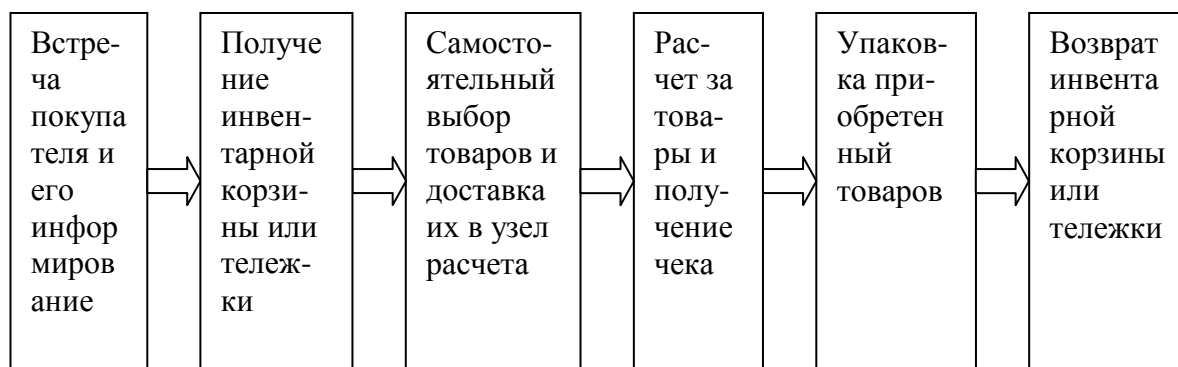 Встре-
ча
покупа
теля и
его
инфор
миров
ание
Получе
ние
инвен-
тарной
корзи-
ны или
тележ-
ки
Самосто-
ятельный
выбор
товаров и
доставка
их в узел
расчета
Рас-
чет за
това-
ры и
полу-
чение
чека
Упаков-
ка при-
обретен
ный
товаров
Возврат
инвента
рной
корзины
или
тележки